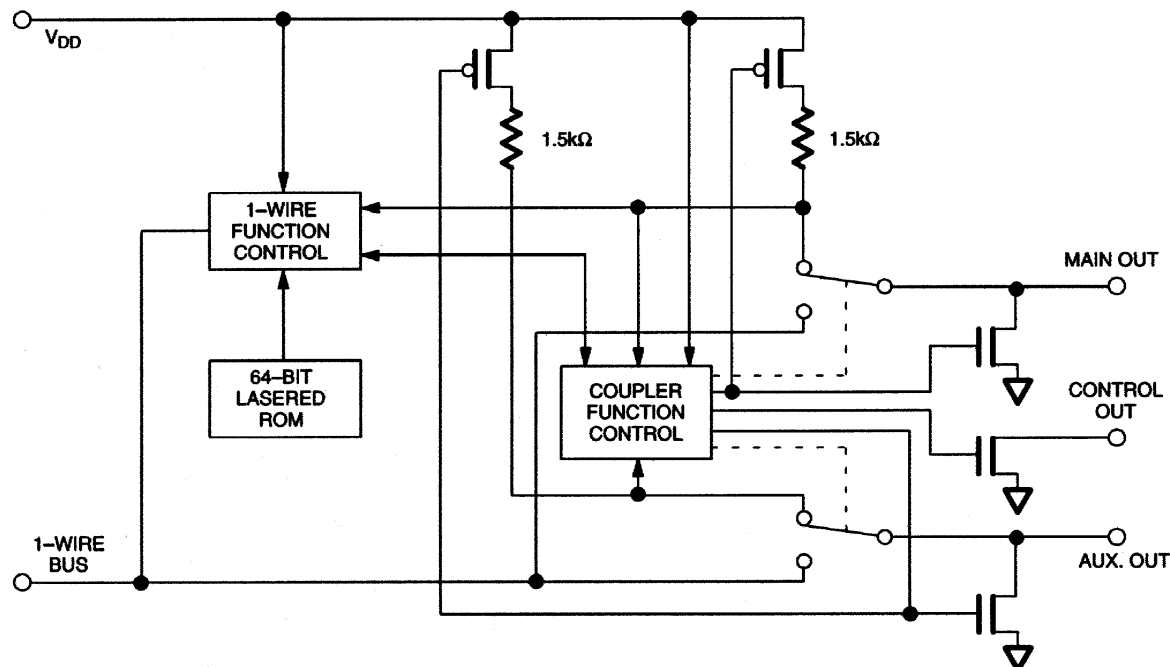 V_DD
1.5kΩ
1.5kΩ
1–WIRE
FUNCTION
CONTROL
MAIN OUT
64–BIT
LASERED
ROM
COUPLER
FUNCTION
CONTROL
CONTROL
OUT
1–WIRE
BUS
AUX. OUT